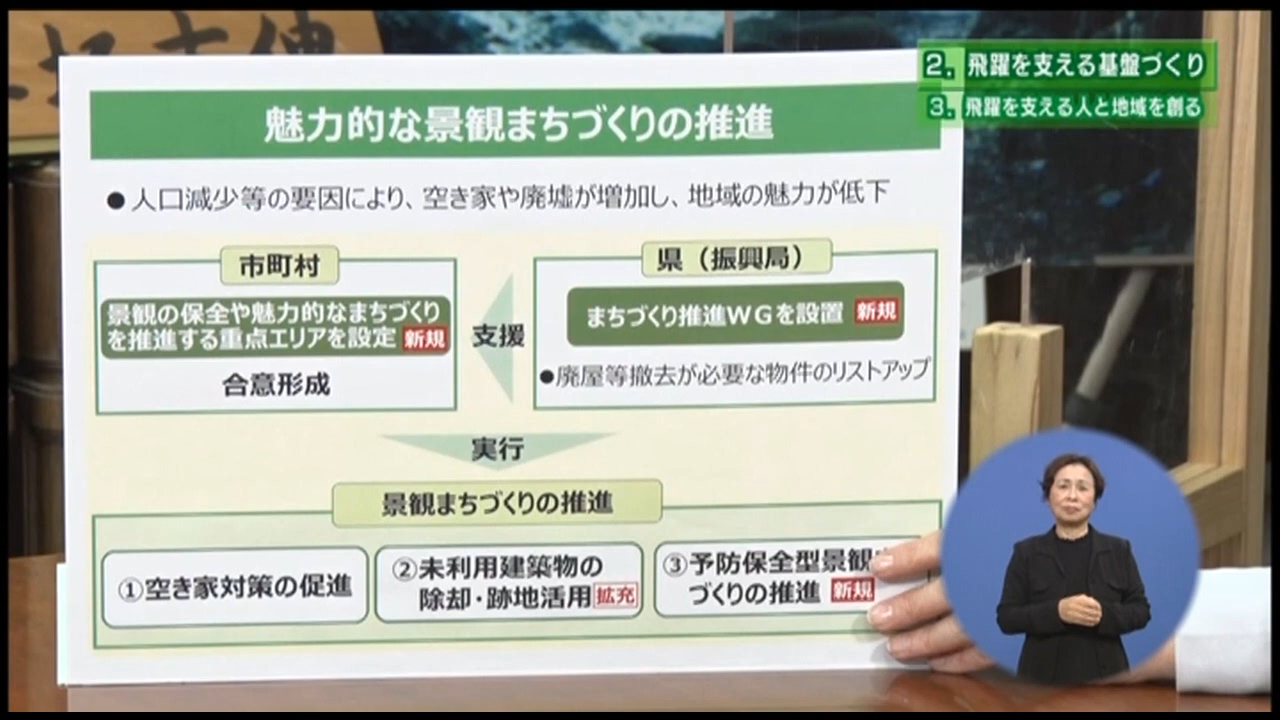 2. 飛躍を支える基盤づくり
3. 飛躍を支える人と地域を創る
魅力的な景観まちづくりの推進
●人口減少等の要因により、空き家や廃墟が増加し、地域の魅力が低下
市町村
景観の保全や魅力的なまちづくり
を推進する重点エリアを設定 新規
合意形成
支援
県（振興局）
まちづくり推進WGを設置 新規
●廃屋等撤去が必要な物件のリストアップ
実行
景観まちづくりの推進
①空き家対策の促進
②未利用建築物の
除却・跡地活用 拡充
③予防保全型景観
づくりの推進 新規